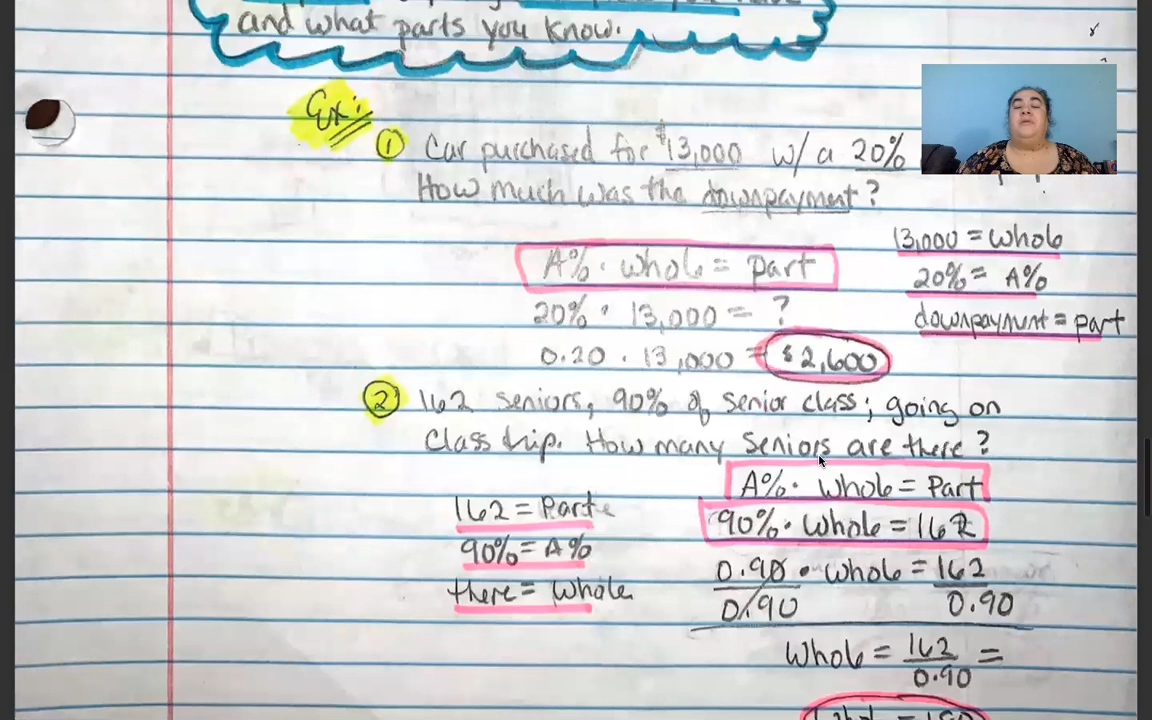 and what parts you know.
Ex:
① Car purchased for $13,000 w/ a 20%
How much was the downpayment?
13,000 = whole
A% · whole = part
20% = A%
20% · 13,000 = ?
downpayment = part
0.20 · 13,000 = $2,600
② 162 seniors, 90% of senior class; going on
Class trip. How many seniors are there?
A% · whole = Part
162 = Part
90% · whole = 162
90% = A%
0.90 · whole = 162
0.90 0.90
there = whole
whole = 162 =
0.90